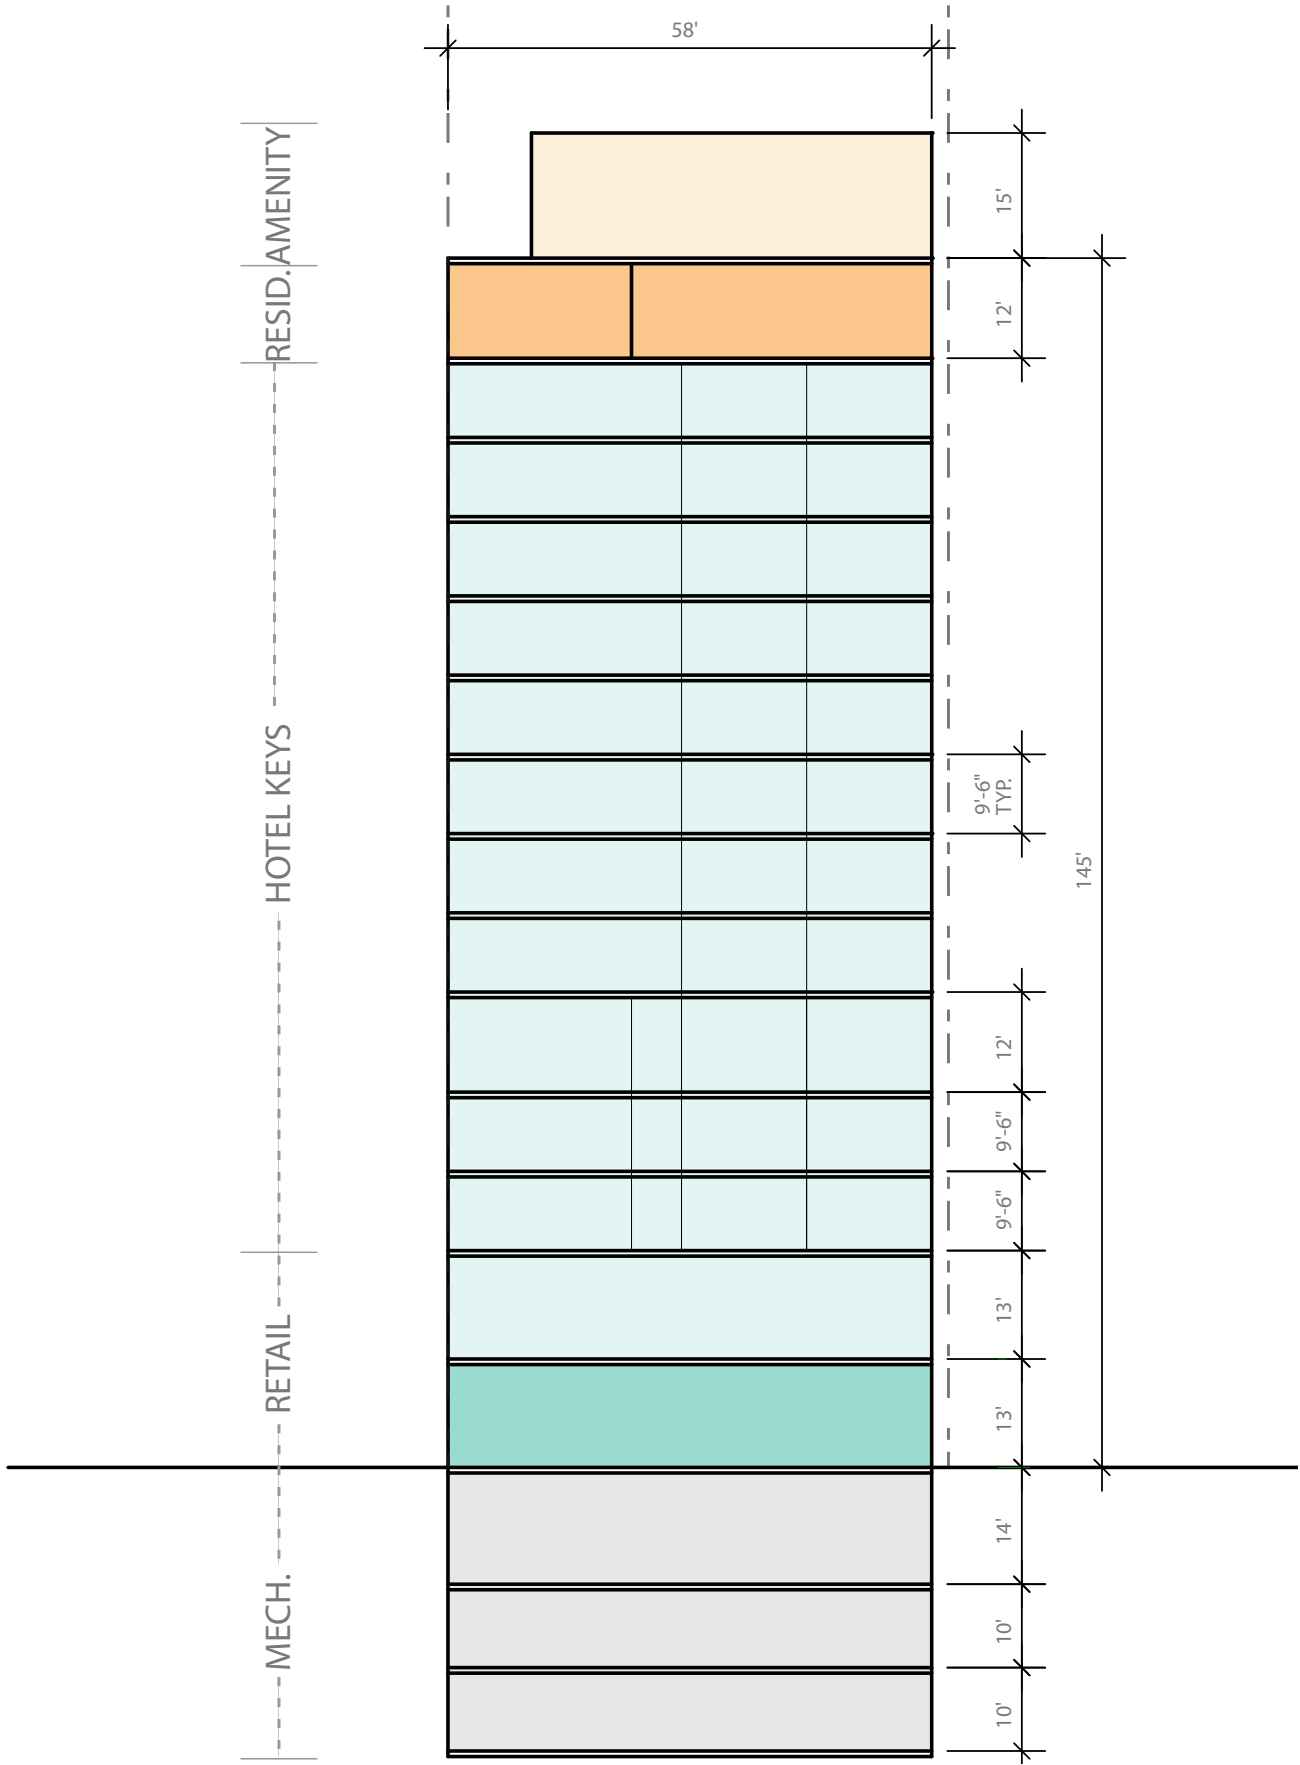 58'
AMENITY
15'
RESID.
12'
HOTEL KEYS
9'-6"
TYP.
145'
12'
9'-6"
9'-6"
RETAIL
13'
13'
MECH.
14'
10'
10'